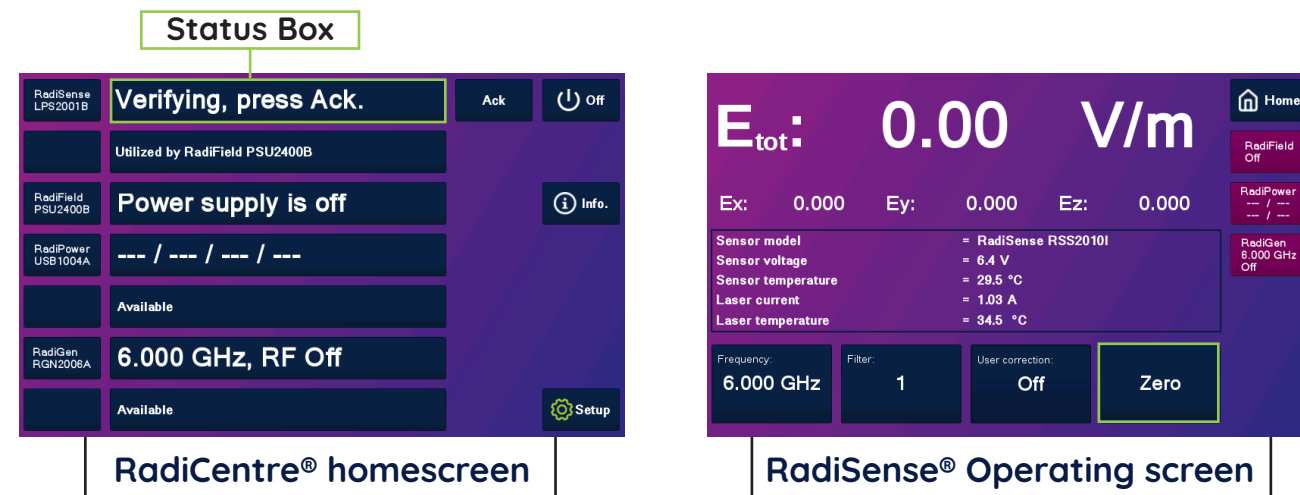 Status Box
RadiSense
LPS2001B
Verifying, press Ack.
Ack
Off
Utilized by RadiField PSU2400B
RadiField
PSU2400B
Power supply is off
Info.
RadiPower
USB1004A
--- / --- / --- / ---
Available
RadiGen
RGN2006A
6.000 GHz, RF Off
Available
Setup
RadiCentre® homescreen
Etot: 0.00 V/m
Home
RadiField
Off
Ex: 0.000 Ey: 0.000 Ez: 0.000
RadiPower
--- / ---
--- / ---
Sensor model = RadiSense RSS2010I
Sensor voltage = 6.4 V
Sensor temperature = 29.5 °C
Laser current = 1.03 A
Laser temperature = 34.5 °C
RadiGen
6.000 GHz
Off
Frequency:
6.000 GHz
Filter:
1
User correction:
Off
Zero
RadiSense® Operating screen